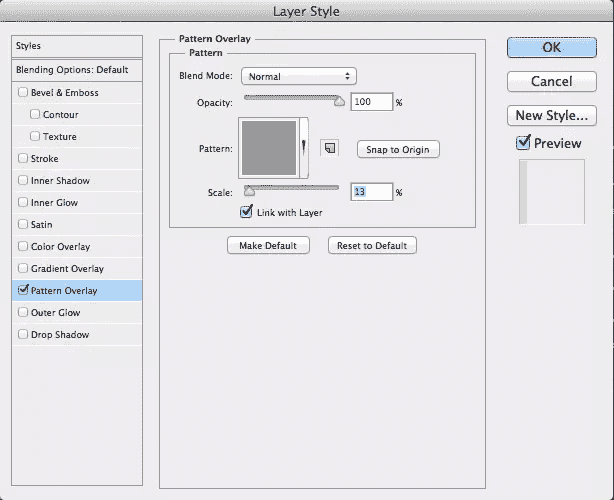 Layer Style
Styles
Blending Options: Default
Bevel & Emboss
Contour
Texture
Stroke
Inner Shadow
Inner Glow
Satin
Color Overlay
Gradient Overlay
Pattern Overlay
Outer Glow
Drop Shadow
Pattern Overlay
Pattern
Blend Mode: Normal
Opacity: 100 %
Pattern: Snap to Origin
Scale: 13 %
Link with Layer
Make Default Reset to Default
OK
Cancel
New Style...
Preview